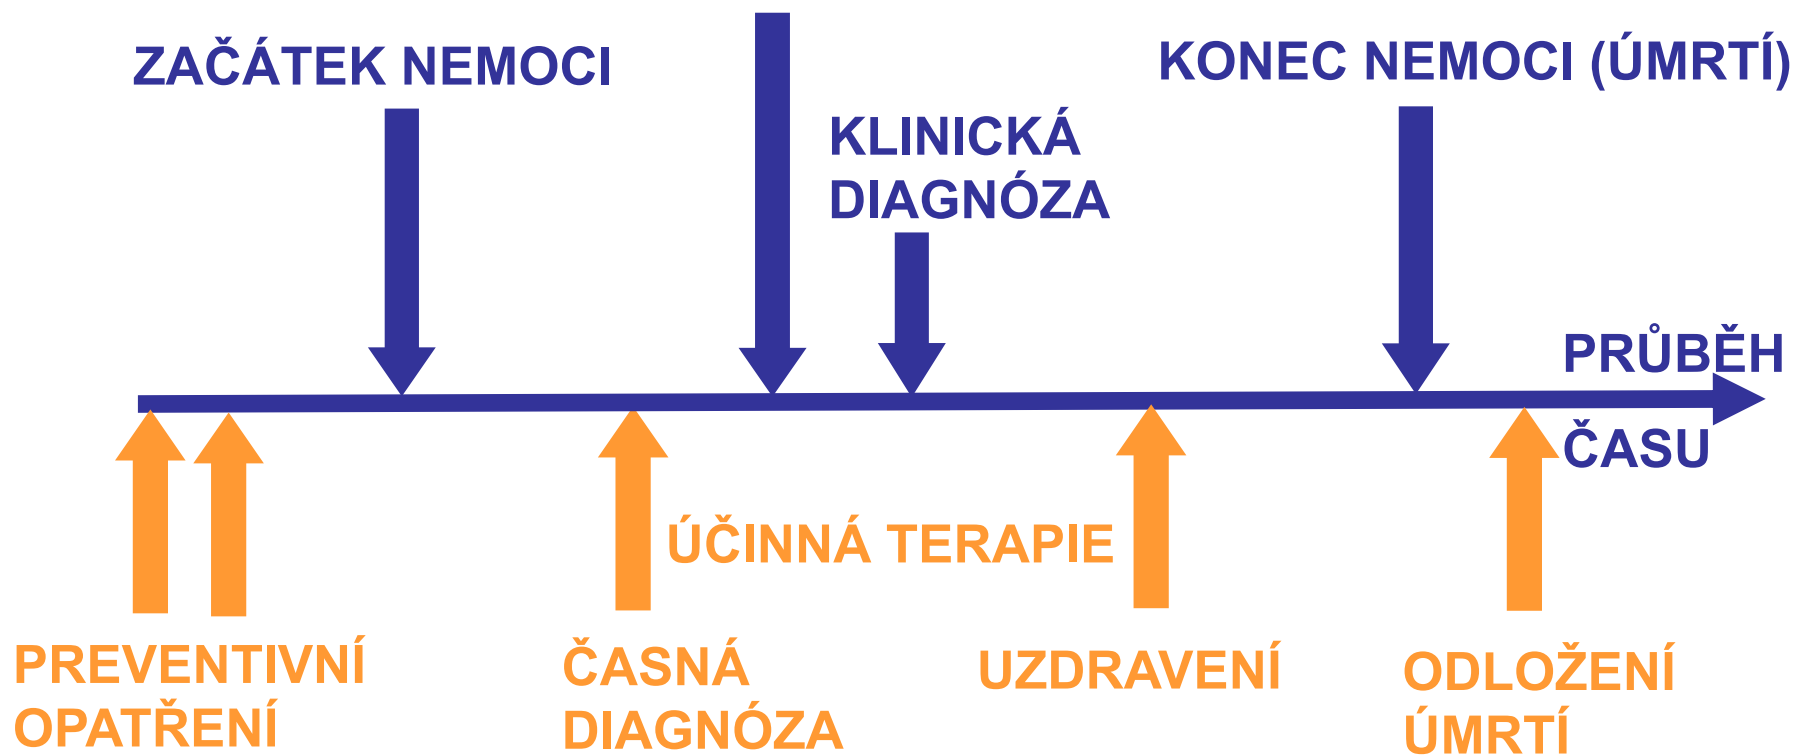 ZAČÁTEK NEMOCI
KONEC NEMOCI (ÚMRTÍ)
KLINICKÁ
DIAGNÓZA
PRŮBĚH
ČASU
ÚČINNÁ TERAPIE
PREVENTIVNÍ
OPATŘENÍ
ČASNÁ
DIAGNÓZA
UZDRAVENÍ
ODLOŽENÍ
ÚMRTÍ